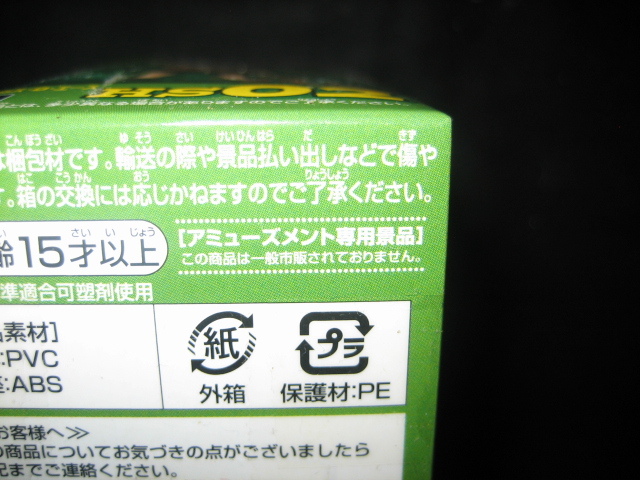 は梱包材です。輸送の際や景品払い出しなどで傷や
す。箱の交換には応じかねますのでご了承ください。
齢15才以上
[アミューズメント専用景品]
この商品は一般市販されておりません。
準適合可塑剤使用
品素材]
:PVC
座:ABS
紙
外箱
プラ
保護材:PE
お客様へ≫
の商品についてお気づきの点がございましたら
記までご連絡ください。